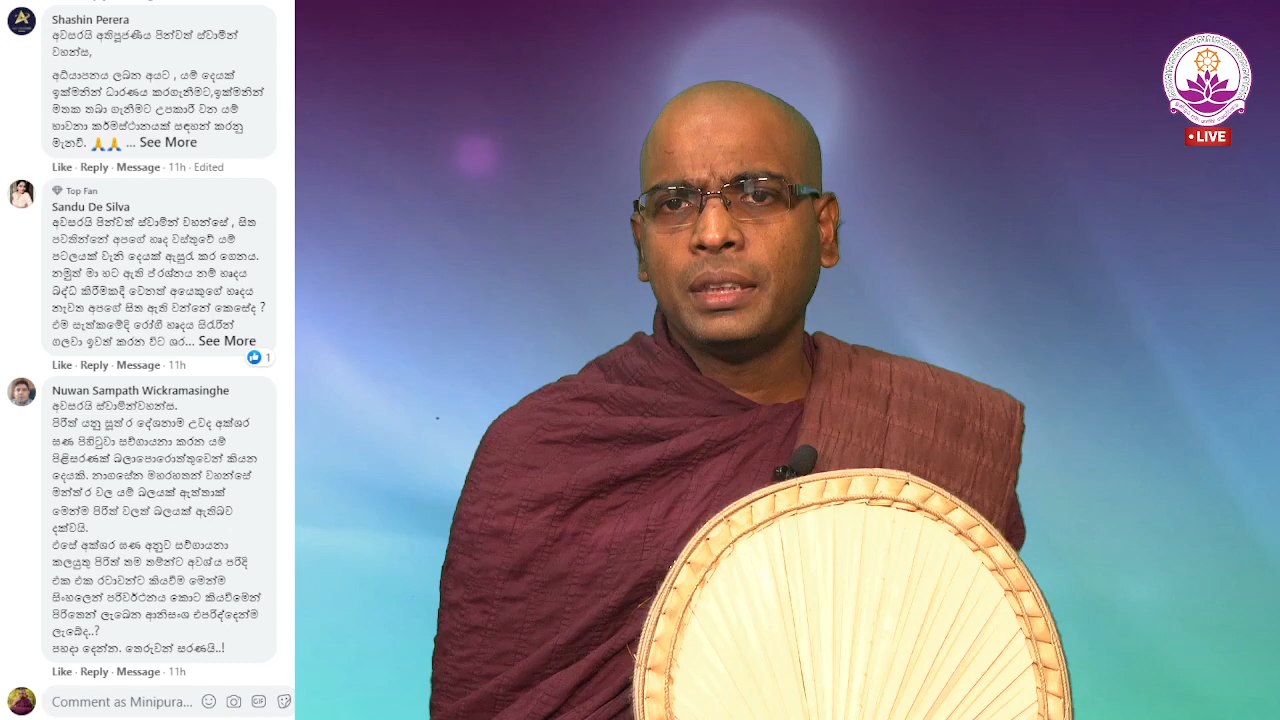 Shashin Perera
අවසරයි අතිපූජණීය පින්වත් ස්වාමින්
වහන්ස,
අධ්‍යාපනය ලබන අයට , යම් දෙයක්
ඉක්මනින් ධාරණය කරගැනීමට,ඉක්මනින්
මතක තබා ගැනීමට උපකාරී වන යම්
භාවනා කර්මස්ථානයක් සඳහන් කරනු
මැනවි. 🙏🙏 ... See More
Like · Reply · Message · 11h · Edited
Top Fan
Sandu De Silva
අවසරයි පින්වත් ස්වාමින් වහන්සේ , සිත
පවතින්නේ අපගේ හෘද වස්තුවේ යම්
පටලයක් වැනි දෙයක් ඇසුරු කර ගෙනය.
නමුත් මා හට ඇති ප්‍රශ්නය නම් හෘදය
බද්ධ කිරීමකදී වෙනත් අයෙකුගේ හෘදය
නැවත අපගේ සිත ඇති වන්නේ කෙසේද ?
එම සැත්කමේදි රෝගී හෘදය සිරුරින්
ගලවා ඉවත් කරන විට ශර... See More
1
Like · Reply · Message · 11h
Nuwan Sampath Wickramasinghe
අවසරයි ස්වාමින්වහන්ස.
පිරිත් යනු සූත්‍ර දේශනාම උවද අක්ශර
ඝණ පිහිටුවා සව්ගායනා කරන යම්
පිළිසරණක් බලාපොරොත්තුවෙන් කියන
දෙයකි. නාගසේන මහරහතන් වහන්සේ
මන්ත්‍ර වල යම් බලයක් ඇත්තාක්
මෙන්ම පිරිත් වලත් බලයක් ඇතිබව
දක්වයි.
එසේ අක්ශර ඝණ අනුව සව්ගායනා
කලයුතු පිරිත් තම තමන්ට අවශ්‍ය පරිදි
එක එක රටාවන්ට කියවීම මෙන්ම
සිංහලෙන් පරිවර්ථනය කොට කියවීමෙන්
පිරිතෙන් ලැබෙන ආනිසංශ එපරිද්දෙන්ම
ලැබේද..?
පහදා දෙන්න. තෙරුවන් සරණයි..!
Like · Reply · Message · 11h
Comment as Minipura...
GIF
• LIVE